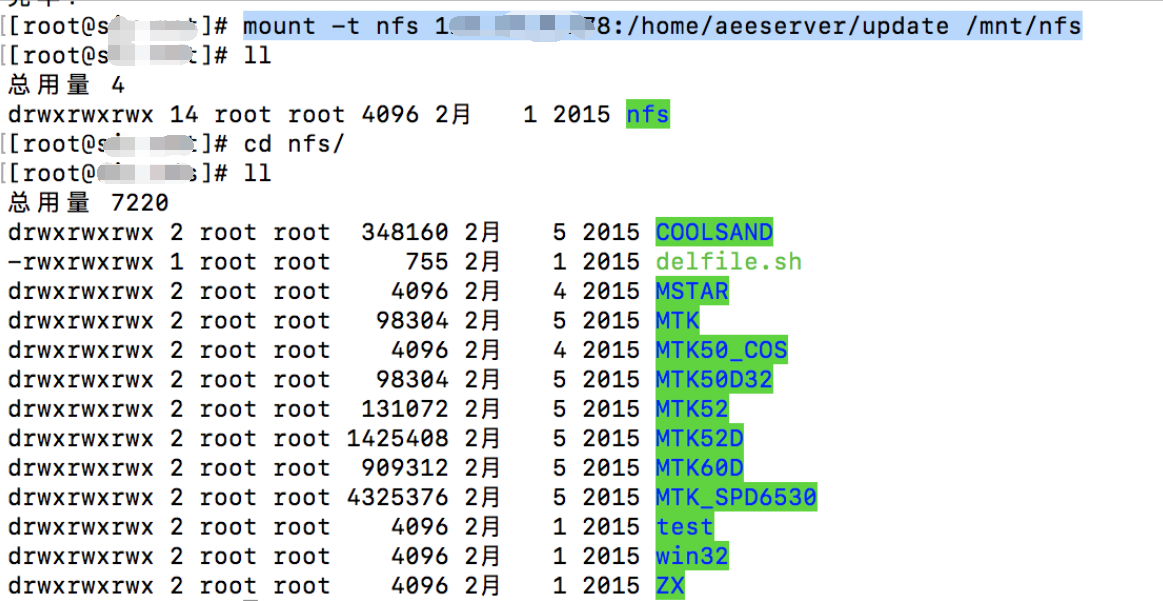 [[root@s ]# mount -t nfs 1 78:/home/aeeserver/update /mnt/nfs
[[root@s t]# ll
总用量 4
drwxrwxrwx 14 root root 4096 2月 1 2015 nfs
[[root@s t]# cd nfs/
[[root@ s]# ll
总用量 7220
drwxrwxrwx 2 root root 348160 2月 5 2015 COOLSAND
-rwxrwxrwx 1 root root 755 2月 1 2015 delfile.sh
drwxrwxrwx 2 root root 4096 2月 4 2015 MSTAR
drwxrwxrwx 2 root root 98304 2月 5 2015 MTK
drwxrwxrwx 2 root root 4096 2月 4 2015 MTK50_COS
drwxrwxrwx 2 root root 98304 2月 5 2015 MTK50D32
drwxrwxrwx 2 root root 131072 2月 5 2015 MTK52
drwxrwxrwx 2 root root 1425408 2月 5 2015 MTK52D
drwxrwxrwx 2 root root 909312 2月 5 2015 MTK60D
drwxrwxrwx 2 root root 4325376 2月 5 2015 MTK_SPD6530
drwxrwxrwx 2 root root 4096 2月 1 2015 test
drwxrwxrwx 2 root root 4096 2月 1 2015 win32
drwxrwxrwx 2 root root 4096 2月 1 2015 ZX